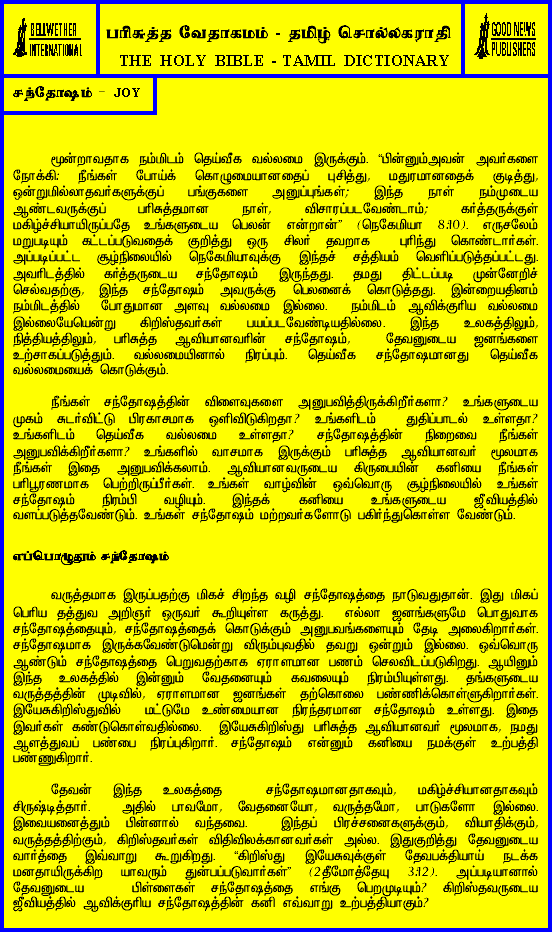 BELLWETHER
INTERNATIONAL
பரிசுத்த வேதாகமம் - தமிழ் சொல்லகராதி
THE HOLY BIBLE - TAMIL DICTIONARY
GOOD NEWS
PUBLISHERS
சந்தோஷம் - JOY
மூன்றாவதாக நம்மிடம் தெய்வீக வல்லமை இருக்கும். "பின்னும்அவன் அவர்களை
நோக்கி: நீங்கள் போய்க் கொழுமையானதைப் புசித்து, மதுரமானதைக் குடித்து,
ஒன்றுமில்லாதவர்களுக்குப் பங்குகளை அனுப்புங்கள்; இந்த நாள் நம்முடைய
ஆண்டவருக்குப் பரிசுத்தமான நாள், விசாரப்படவேண்டாம்; கர்த்தருக்குள்
மகிழ்ச்சியாயிருப்பதே உங்களுடைய பெலன் என்றான்" (நெகேமியா 8:10). எருசலேம்
மறுபடியும் கட்டப்படுவதைக் குறித்து ஒரு சிலர் தவறாக புரிந்து கொண்டார்கள்.
அப்படிப்பட்ட சூழ்நிலையில் நெகேமியாவுக்கு இந்தச் சத்தியம் வெளிப்படுத்தப்பட்டது.
அவரிடத்தில் கர்த்தருடைய சந்தோஷம் இருந்தது. தமது திட்டப்படி முன்னேறிச்
செல்வதற்கு, இந்த சந்தோஷம் அவருக்கு பெலனைக் கொடுத்தது. இன்றையதினம்
நம்மிடத்தில் போதுமான அளவு வல்லமை இல்லை. நம்மிடம் ஆவிக்குரிய வல்லமை
இல்லையேயென்று கிறிஸ்தவர்கள் பயப்படவேண்டியதில்லை. இந்த உலகத்திலும்,
நித்தியத்திலும், பரிசுத்த ஆவியானவரின் சந்தோஷம், தேவனுடைய ஜனங்களை
உற்சாகப்படுத்தும். வல்லமையினால் நிரப்பும். தெய்வீக சந்தோஷமானது தெய்வீக
வல்லமையைக் கொடுக்கும்.
நீங்கள் சந்தோஷத்தின் விளைவுகளை அனுபவித்திருக்கிறீர்களா? உங்களுடைய
முகம் சுடர்விட்டு பிரகாசமாக ஒளிவிடுகிறதா? உங்களிடம் துதிப்பாடல் உள்ளதா?
உங்களிடம் தெய்வீக வல்லமை உள்ளதா? சந்தோஷத்தின் நிறைவை நீங்கள்
அனுபவிக்கிறீர்களா? உங்களில் வாசமாக இருக்கும் பரிசுத்த ஆவியானவர் மூலமாக
நீங்கள் இதை அனுபவிக்கலாம். ஆவியானவருடைய கிருபையின் கனியை நீங்கள்
பரிபூரணமாக பெற்றிருப்பீர்கள். உங்கள் வாழ்வின் ஒவ்வொரு சூழ்நிலையில் உங்கள்
சந்தோஷம் நிரம்பி வழியும். இந்தக் கனியை உங்களுடைய ஜீவியத்தில்
வளப்படுத்தவேண்டும். உங்கள் சந்தோஷம் மற்றவர்களோடு பகிர்ந்துகொள்ள வேண்டும்.
எப்பொழுதும் சந்தோஷம்
வருத்தமாக இருப்பதற்கு மிகச் சிறந்த வழி சந்தோஷத்தை நாடுவதுதான். இது மிகப்
பெரிய தத்துவ அறிஞர் ஒருவர் கூறியுள்ள கருத்து. எல்லா ஜனங்களுமே பொதுவாக
சந்தோஷத்தையும், சந்தோஷத்தைக் கொடுக்கும் அனுபவங்களையும் தேடி அலைகிறார்கள்.
சந்தோஷமாக இருக்கவேண்டுமென்று விரும்புவதில் தவறு ஒன்றும் இல்லை. ஒவ்வொரு
ஆண்டும் சந்தோஷத்தை பெறுவதற்காக ஏராளமான பணம் செலவிடப்படுகிறது. ஆயினும்
இந்த உலகத்தில் இன்னும் வேதனையும் கவலையும் நிரம்பியுள்ளது. தங்களுடைய
வருத்தத்தின் முடிவில், ஏராளமான ஜனங்கள் தற்கொலை பண்ணிக்கொள்ளுகிறார்கள்.
இயேசுகிறிஸ்துவில் மட்டுமே உண்மையான நிரந்தரமான சந்தோஷம் உள்ளது. இதை
இவர்கள் கண்டுகொள்வதில்லை. இயேசுகிறிஸ்து பரிசுத்த ஆவியானவர் மூலமாக, நமது
ஆளத்துவப் பண்பை நிரப்புகிறார். சந்தோஷம் என்னும் கனியை நமக்குள் உற்பத்தி
பண்ணுகிறார்.
தேவன் இந்த உலகத்தை சந்தோஷமானதாகவும், மகிழ்ச்சியானதாகவும்
சிருஷ்டித்தார். அதில் பாவமோ, வேதனையோ, வருத்தமோ, பாடுகளோ இல்லை.
இவையனைத்தும் பின்னால் வந்தவை. இந்தப் பிரச்சனைகளுக்கும், வியாதிக்கும்,
வருத்தத்திற்கும், கிறிஸ்தவர்கள் விதிவிலக்கானவர்கள் அல்ல. இதுகுறித்து தேவனுடைய
வார்த்தை இவ்வாறு கூறுகிறது. "கிறிஸ்து இயேசுவுக்குள் தேவபக்தியாய் நடக்க
மனதாயிருக்கிற யாவரும் துன்பப்படுவார்கள்" (2தீமோத்தேயு 3:12). அப்படியானால்
தேவனுடைய பிள்ளைகள் சந்தோஷத்தை எங்கு பெறமுடியும்? கிறிஸ்தவருடைய
ஜீவியத்தில் ஆவிக்குரிய சந்தோஷத்தின் கனி எவ்வாறு உற்பத்தியாகும்?